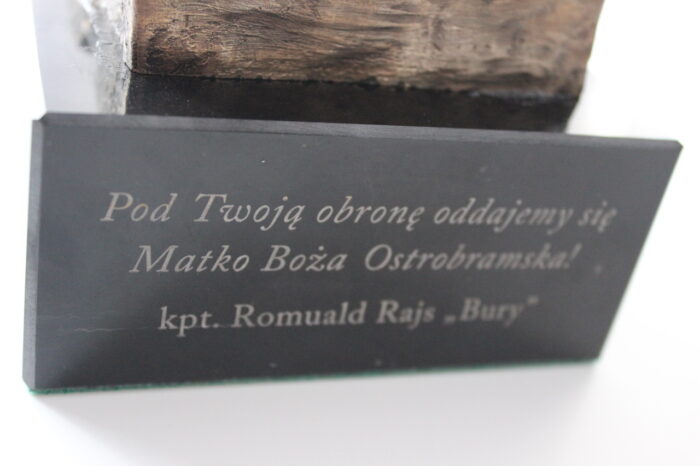 Pod Twoją obronę oddajemy się
Matko Boża Ostrobramska!
kpt. Romuald Rajs „Bury”